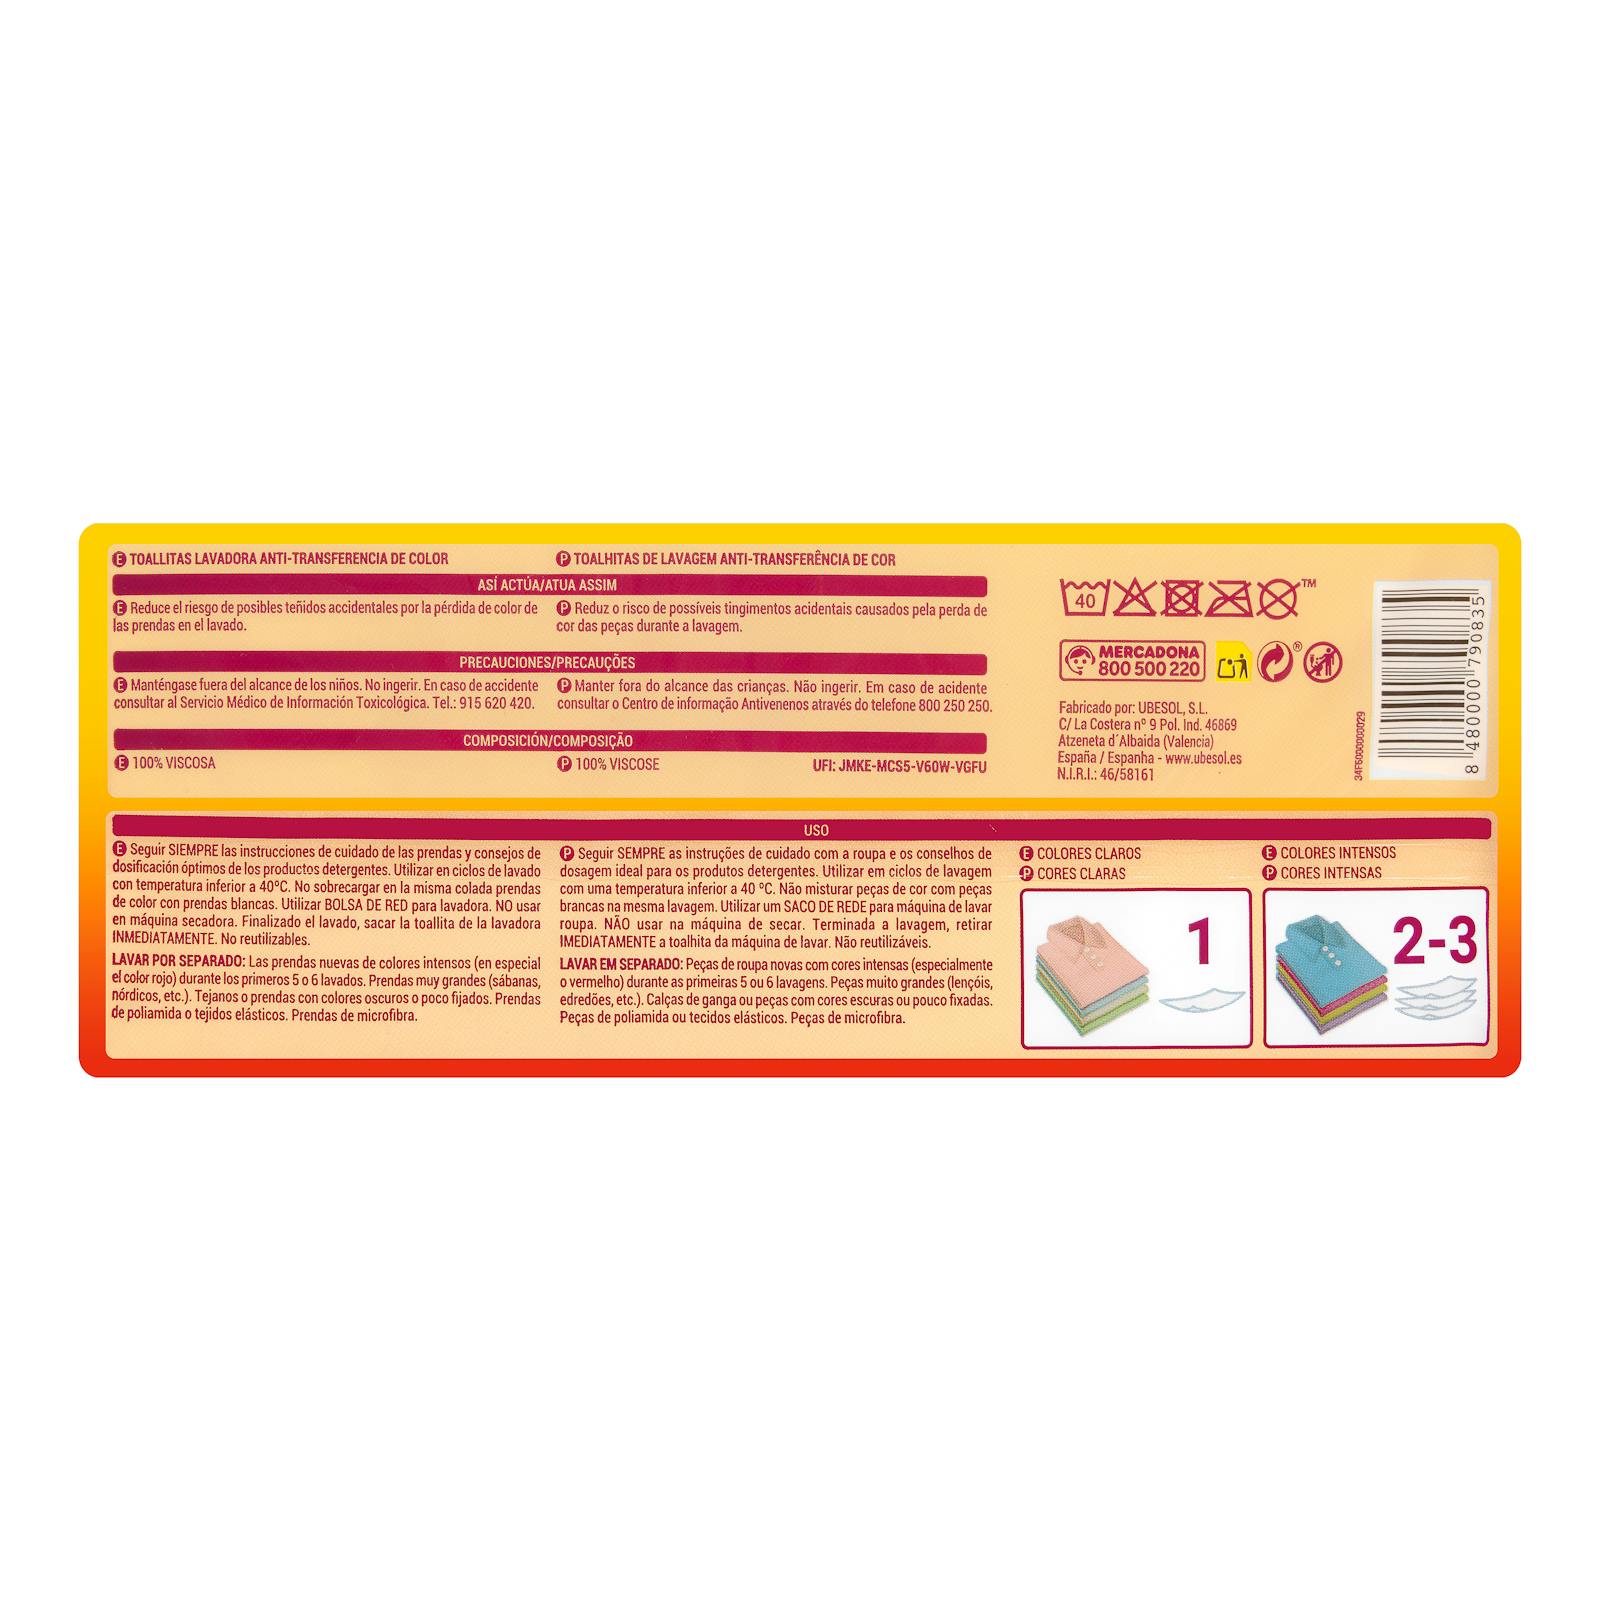 E TOALLITAS LAVADORA ANTI-TRANSFERENCIA DE COLOR
P TOALHITAS DE LAVAGEM ANTI-TRANSFERÊNCIA DE COR
ASÍ ACTÚA/ATUA ASSIM
E Reduce el riesgo de posibles teñidos accidentales por la pérdida de color de
las prendas en el lavado.
P Reduz o risco de possíveis tingimentos acidentais causados pela perda de
cor das peças durante a lavagem.
PRECAUCIONES/PRECAUÇÕES
E Manténgase fuera del alcance de los niños. No ingerir. En caso de accidente
consultar al Servicio Médico de Información Toxicológica. Tel.: 915 620 420.
P Manter fora do alcance das crianças. Não ingerir. Em caso de acidente
consultar o Centro de informação Antivenenos através do telefone 800 250 250.
COMPOSICIÓN/COMPOSIÇÃO
E 100% VISCOSA
P 100% VISCOSE
UFI: JMKE-MCS5-V60W-VGFU
40
TM
MERCADONA
800 500 220
®
Fabricado por: UBESOL, S.L.
C/ La Costera nº 9 Pol. Ind. 46869
Atzeneta d´Albaida (Valencia)
España / Espanha - www.ubesol.es
N.I.R.I.: 46/58161
34F500000000029
8 480000 790835
USO
E Seguir SIEMPRE las instrucciones de cuidado de las prendas y consejos de
dosificación óptimos de los productos detergentes. Utilizar en ciclos de lavado
con temperatura inferior a 40ºC. No sobrecargar en la misma colada prendas
de color con prendas blancas. Utilizar BOLSA DE RED para lavadora. NO usar
en máquina secadora. Finalizado el lavado, sacar la toallita de la lavadora
INMEDIATAMENTE. No reutilizables.
LAVAR POR SEPARADO: Las prendas nuevas de colores intensos (en especial
el color rojo) durante los primeros 5 o 6 lavados. Prendas muy grandes (sábanas,
nórdicos, etc.). Tejanos o prendas con colores oscuros o poco fijados. Prendas
de poliamida o tejidos elásticos. Prendas de microfibra.
P Seguir SEMPRE as instruções de cuidado com a roupa e os conselhos de
dosagem ideal para os produtos detergentes. Utilizar em ciclos de lavagem
com uma temperatura inferior a 40 ºC. Não misturar peças de cor com peças
brancas na mesma lavagem. Utilizar um SACO DE REDE para máquina de lavar
roupa. NÃO usar na máquina de secar. Terminada a lavagem, retirar
IMEDIATAMENTE a toalhita da máquina de lavar. Não reutilizáveis.
LAVAR EM SEPARADO: Peças de roupa novas com cores intensas (especialmente
o vermelho) durante as primeiras 5 ou 6 lavagens. Peças muito grandes (lençóis,
edredões, etc.). Calças de ganga ou peças com cores escuras ou pouco fixadas.
Peças de poliamida ou tecidos elásticos. Peças de microfibra.
E COLORES CLAROS
P CORES CLARAS
1
E COLORES INTENSOS
P CORES INTENSAS
2-3